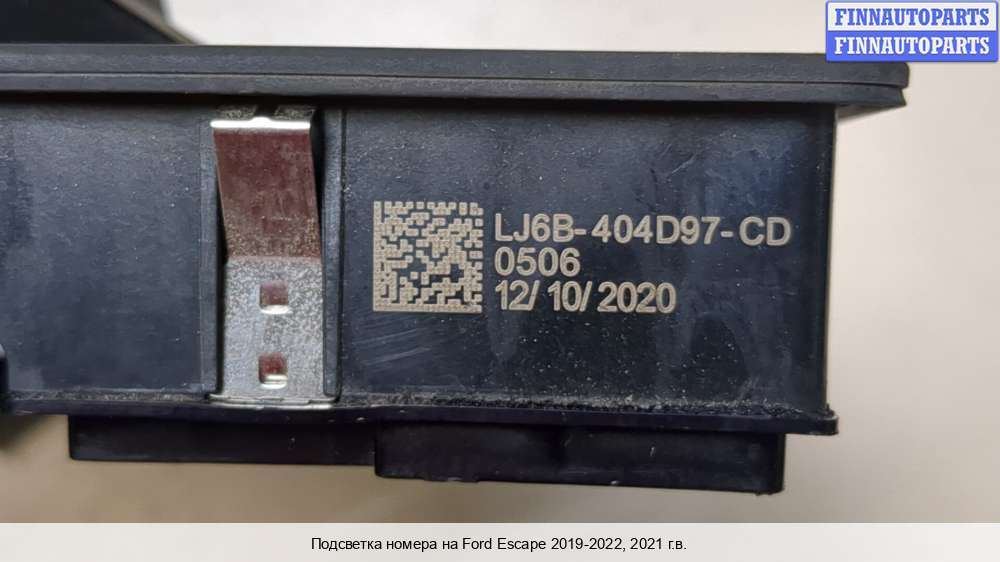 FINNAUTOPARTS
FINNAUTOPARTS
LJ6B-404D97-CD
0506
12/10/2020
Подсветка номера на Ford Escape 2019-2022, 2021 г.в.